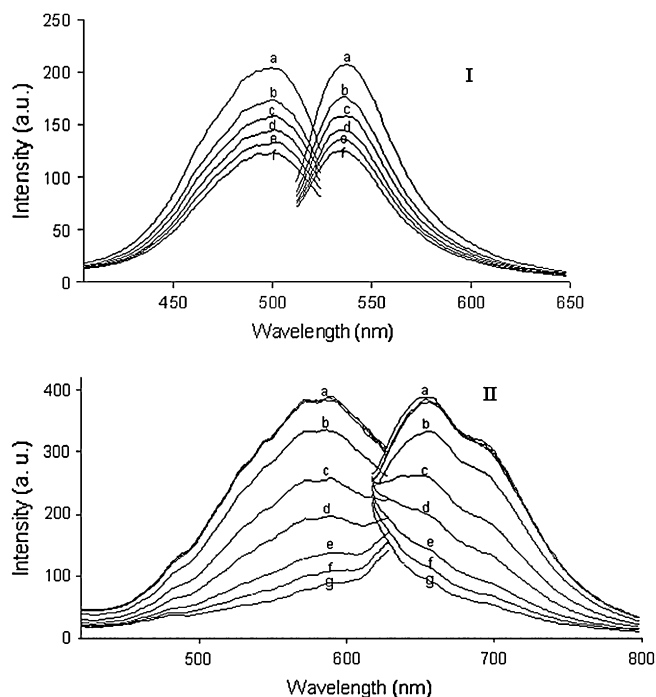 250
200
150
100
50
0
Intensity (a.u.)
a
b
c
d
e
f
a
b
c
d
e
f
I
450 500 550 600 650
Wavelength (nm)
400
300
200
100
0
Intensity (a. u.)
a
b
c
d
e
f
g
a
b
c
d
e
f
g
II
500 600 700 800
Wavelength (nm)